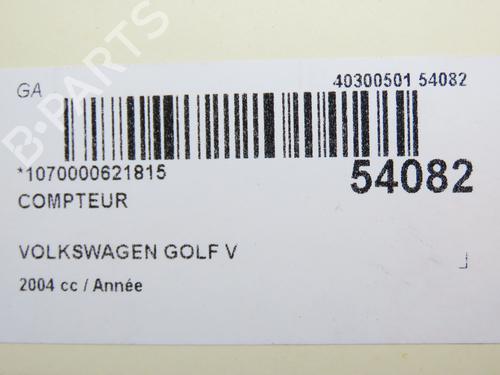 GA
40300501 54082
*1070000621815
54082
COMPTEUR
VOLKSWAGEN GOLF V
2004 cc / Année
B-PARTS